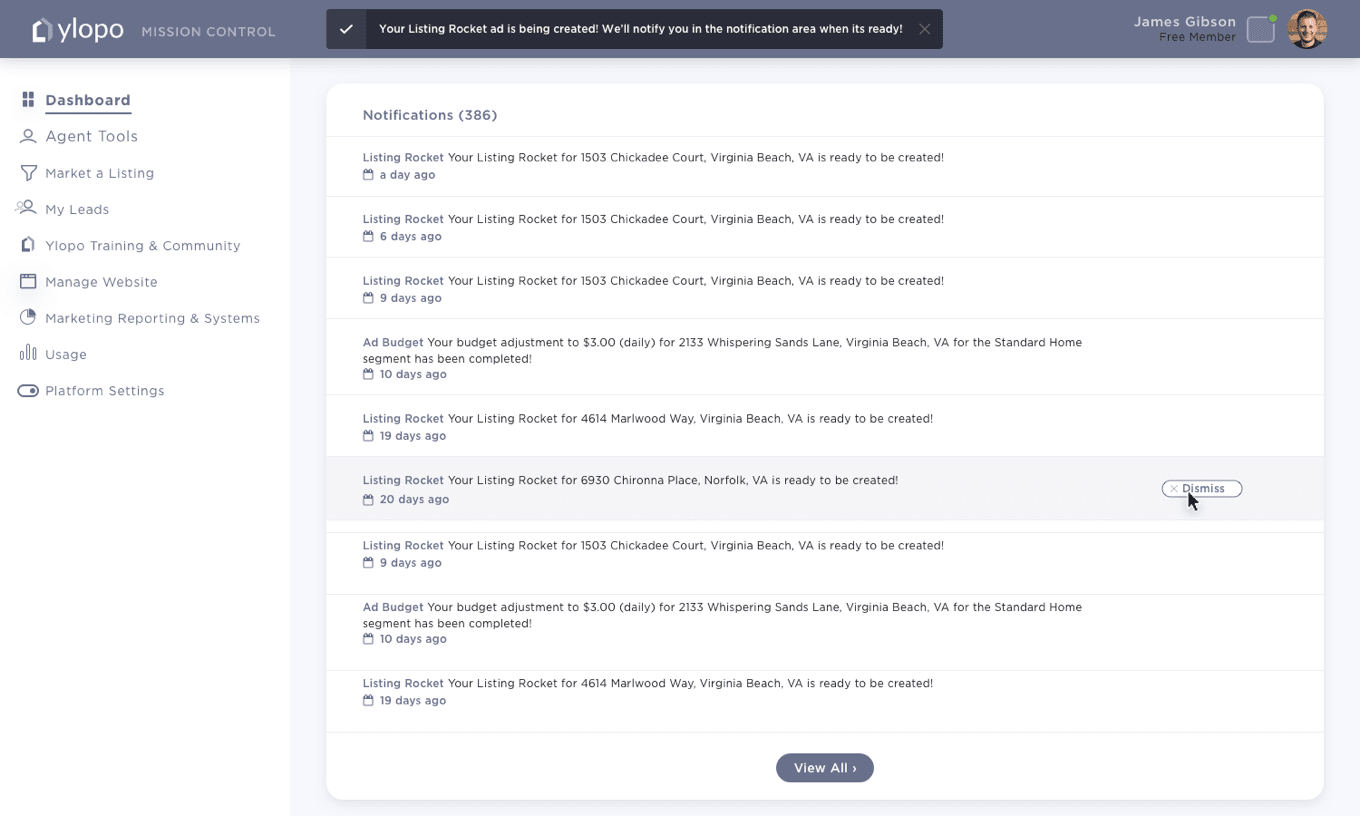 ylopo MISSION CONTROL
Your Listing Rocket ad is being created! We'll notify you in the notification area when its ready!
James Gibson
Free Member
Dashboard
Agent Tools
Market a Listing
My Leads
Ylopo Training & Community
Manage Website
Marketing Reporting & Systems
Usage
Platform Settings
Notifications (386)
Listing Rocket Your Listing Rocket for 1503 Chickadee Court, Virginia Beach, VA is ready to be created!
a day ago
Listing Rocket Your Listing Rocket for 1503 Chickadee Court, Virginia Beach, VA is ready to be created!
6 days ago
Listing Rocket Your Listing Rocket for 1503 Chickadee Court, Virginia Beach, VA is ready to be created!
9 days ago
Ad Budget Your budget adjustment to $3.00 (daily) for 2133 Whispering Sands Lane, Virginia Beach, VA for the Standard Home
segment has been completed!
10 days ago
Listing Rocket Your Listing Rocket for 4614 Marlwood Way, Virginia Beach, VA is ready to be created!
19 days ago
Listing Rocket Your Listing Rocket for 6930 Chironna Place, Norfolk, VA is ready to be created!
20 days ago
Dismiss
Listing Rocket Your Listing Rocket for 1503 Chickadee Court, Virginia Beach, VA is ready to be created!
9 days ago
Ad Budget Your budget adjustment to $3.00 (daily) for 2133 Whispering Sands Lane, Virginia Beach, VA for the Standard Home
segment has been completed!
10 days ago
Listing Rocket Your Listing Rocket for 4614 Marlwood Way, Virginia Beach, VA is ready to be created!
19 days ago
View All ›